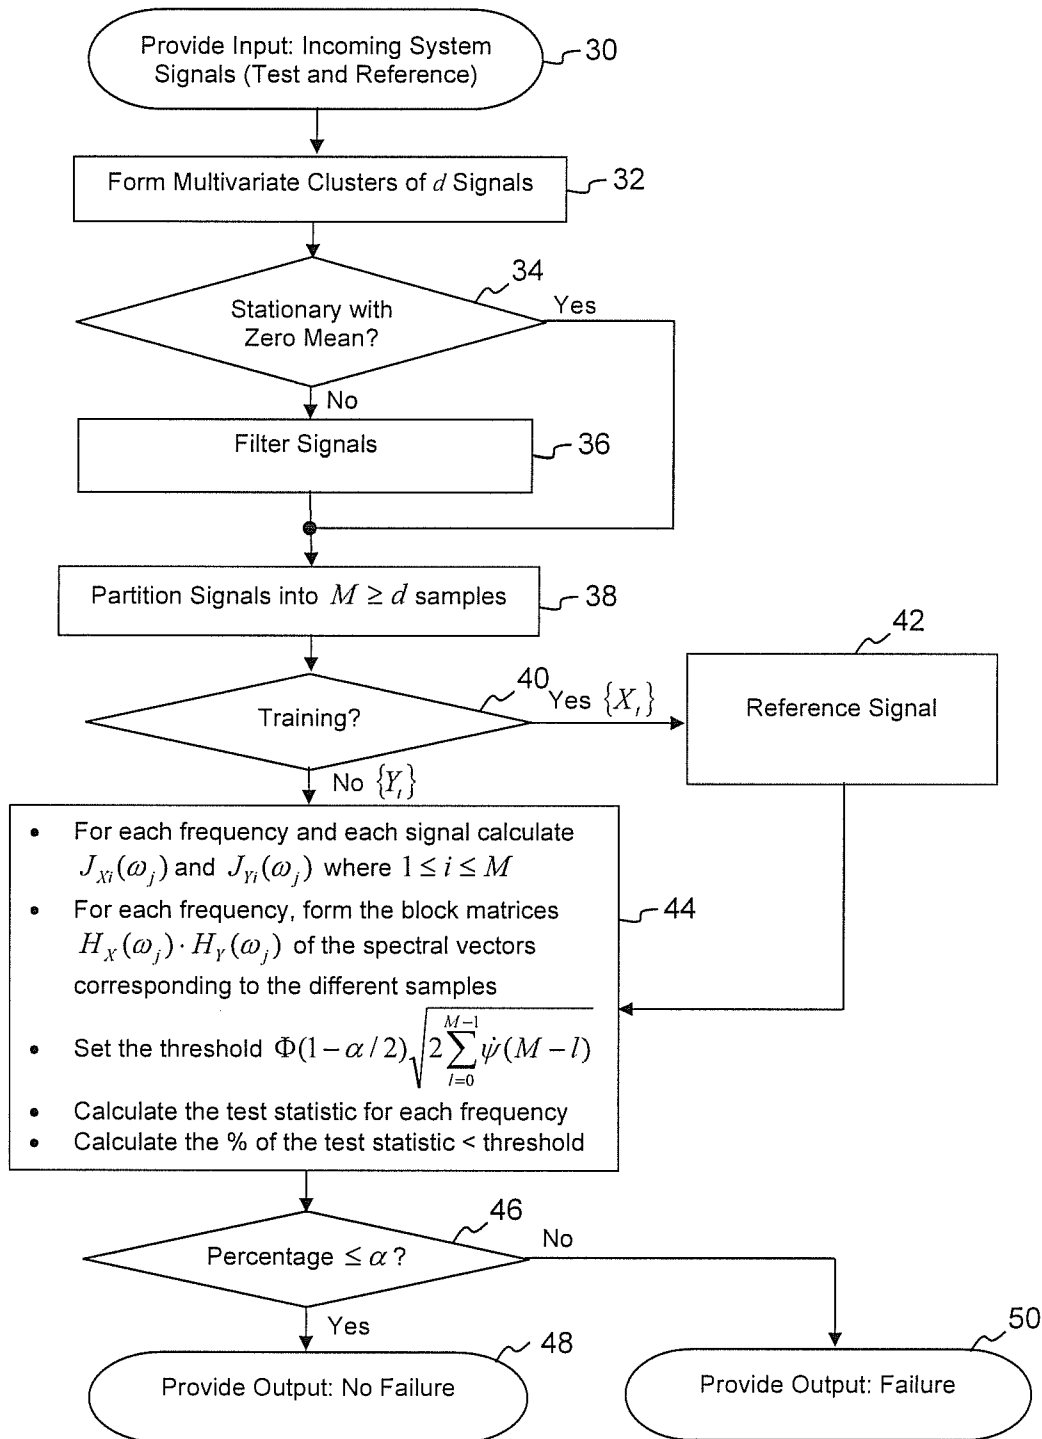 Provide Input: Incoming System
Signals (Test and Reference)
30
Form Multivariate Clusters of d Signals
32
34
Stationary with
Zero Mean?
Yes
No
Filter Signals
36
Partition Signals into M ≥ d samples
38
40
Training?
Yes {X_t}
42
Reference Signal
No {Y_t}
• For each frequency and each signal calculate
J_{Xi}(ω_j) and J_{Yi}(ω_j) where 1 ≤ i ≤ M
• For each frequency, form the block matrices
H_X(ω_j) · H_Y(ω_j) of the spectral vectors
corresponding to the different samples
• Set the threshold Φ(1−α/2)√(2∑_{l=0}^{M−1} ψ̇(M−l))
• Calculate the test statistic for each frequency
• Calculate the % of the test statistic < threshold
44
46
Percentage ≤ α ?
No
Yes
48
Provide Output: No Failure
50
Provide Output: Failure